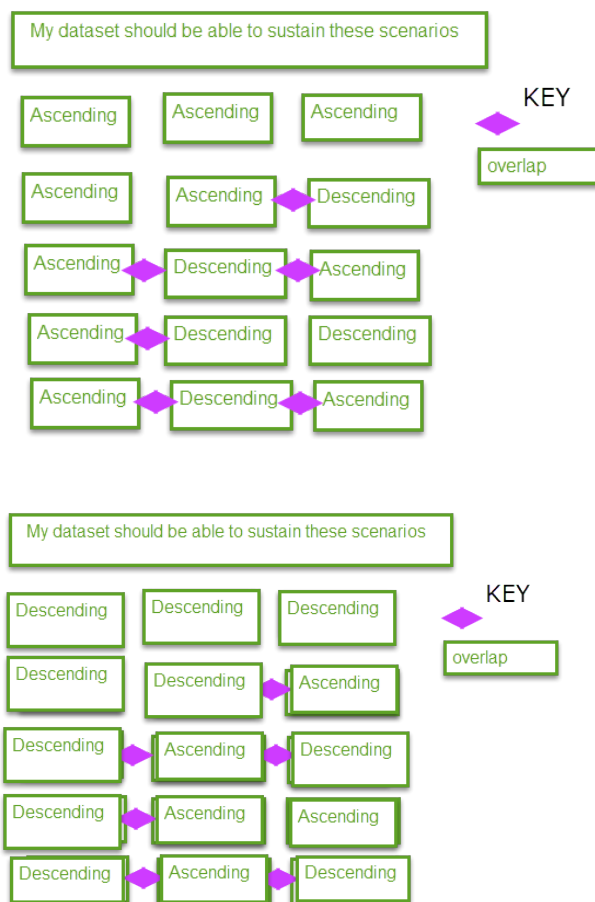 My dataset should be able to sustain these scenarios
KEY
Ascending Ascending Ascending
overlap
Ascending Ascending Descending
Ascending Descending Ascending
Ascending Descending Descending
Ascending Descending Ascending
My dataset should be able to sustain these scenarios
KEY
Descending Descending Descending
overlap
Descending Descending Ascending
Descending Ascending Descending
Descending Ascending Ascending
Descending Ascending Descending